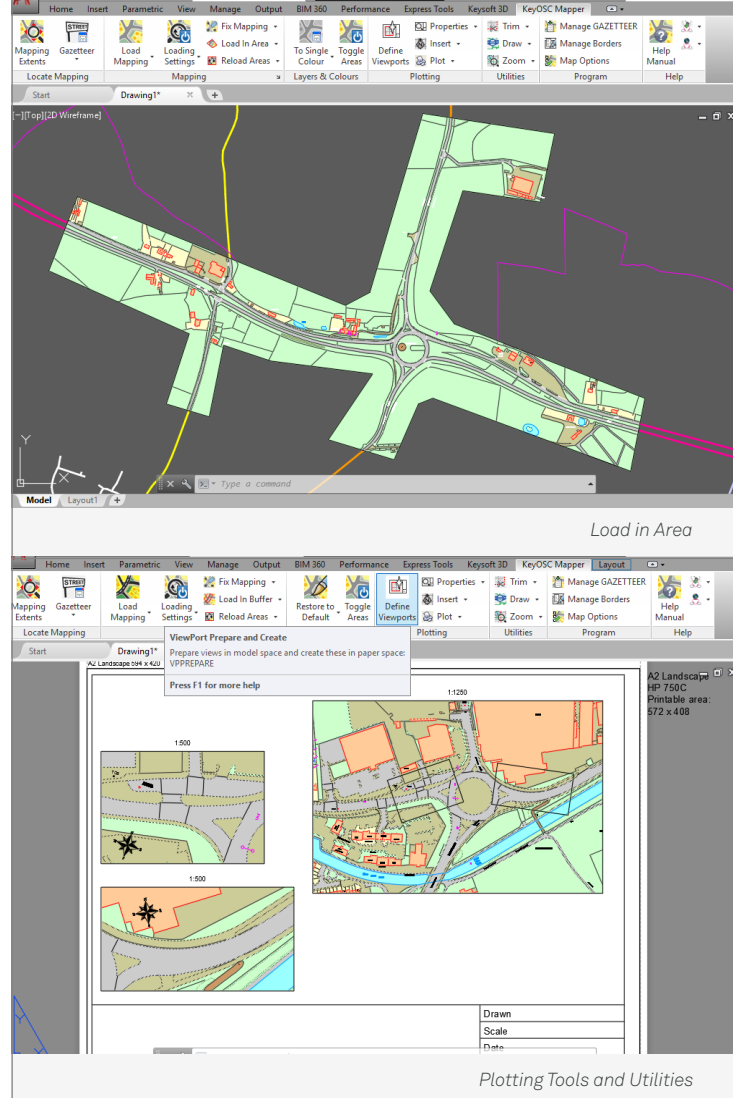 Home Insert Parametric View Manage Output BIM 360 Performance Express Tools Keysoft 3D KeyOSC Mapper
Fix Mapping Properties Trim Manage GAZETTEER
Load In Area Insert Draw Manage Borders
Reload Areas Plot Zoom Map Options
Mapping Extents Gazetteer Load Mapping Loading Settings To Single Colour Toggle Areas Define Viewports Help Manual
STREET
Locate Mapping Mapping Layers & Colours Plotting Utilities Program Help
Start Drawing1* × +
[−][Top][2D Wireframe]
Y
X
Type a command
Model Layout1 +
Load in Area
Home Insert Parametric View Manage Output BIM 360 Performance Express Tools Keysoft 3D KeyOSC Mapper Layout
Fix Mapping Properties Trim Manage GAZETTEER
Load In Buffer Insert Draw Manage Borders
Reload Areas Plot Zoom Map Options
Mapping Extents Gazetteer Load Mapping Loading Settings Restore to Default Toggle Areas Define Viewports Help Manual
STREET
Locate Mapping Plotting Utilities Program Help
Start Drawing1*
ViewPort Prepare and Create
Prepare views in model space and create these in paper space:
VPPREPARE
Press F1 for more help
A2 Landscape 594 x 420
A2 Landscape
HP 750C
Printable area:
572 x 408
1:1250
1:500
1:500
Drawn
Scale
Date
Plotting Tools and Utilities